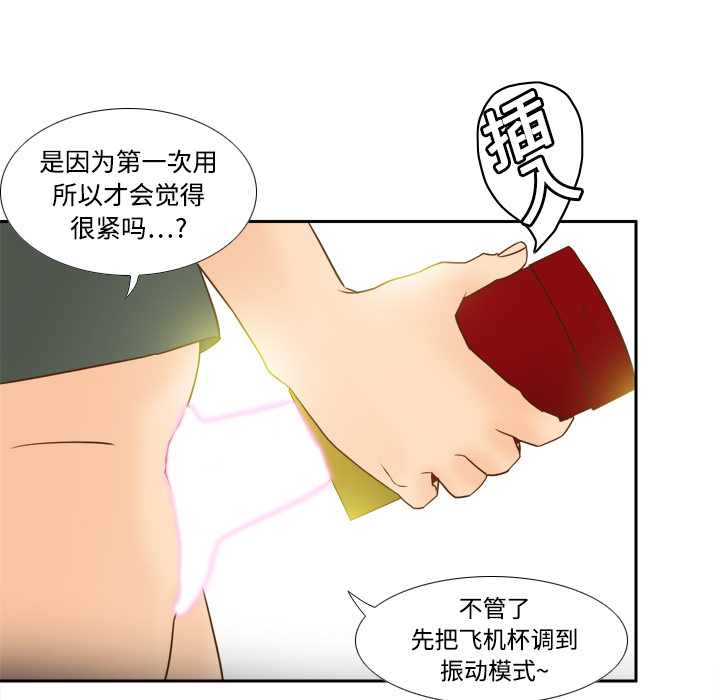 是因为第一次用
所以才会觉得
很紧吗...?
插入
不管了
先把飞机杯调到
振动模式~